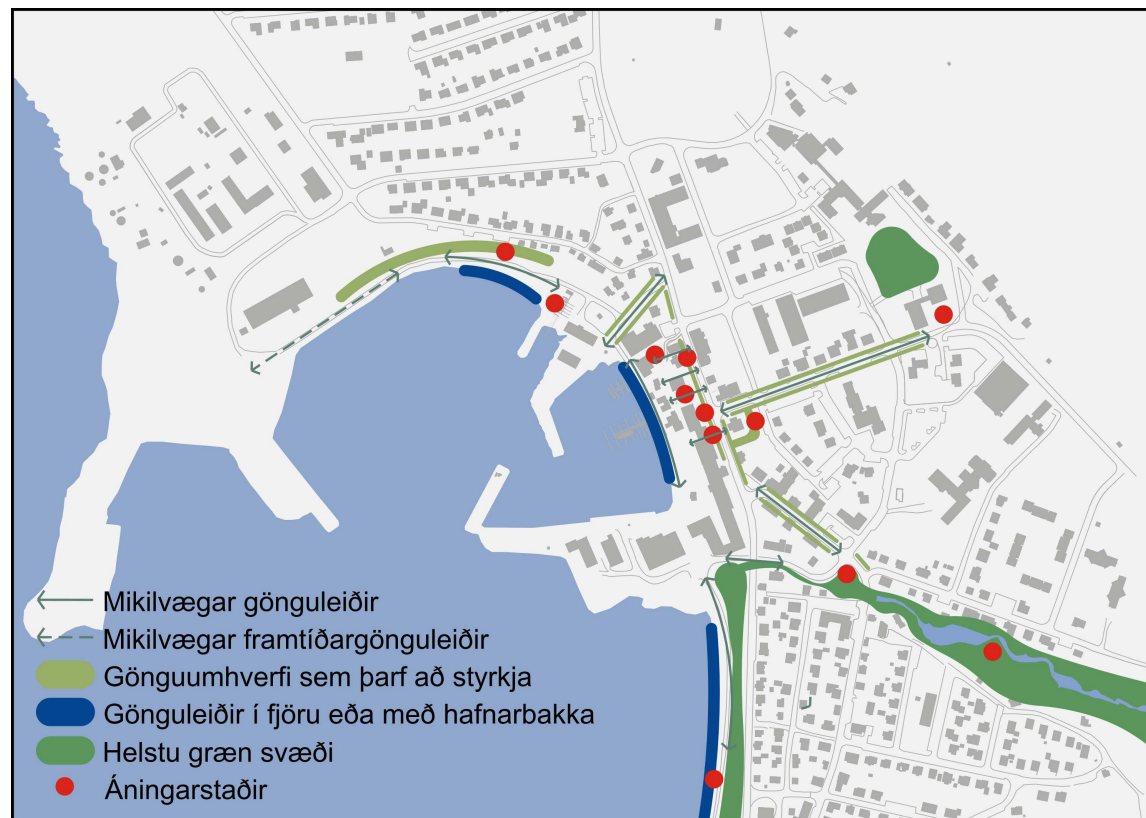 Mikilvægar gönguleiðir
Mikilvægar framtíðargönguleiðir
Gönguumhverfi sem þarf að styrkja
Gönguleiðir í fjöru eða með hafnarbakka
Helstu græn svæði
Áningarstaðir